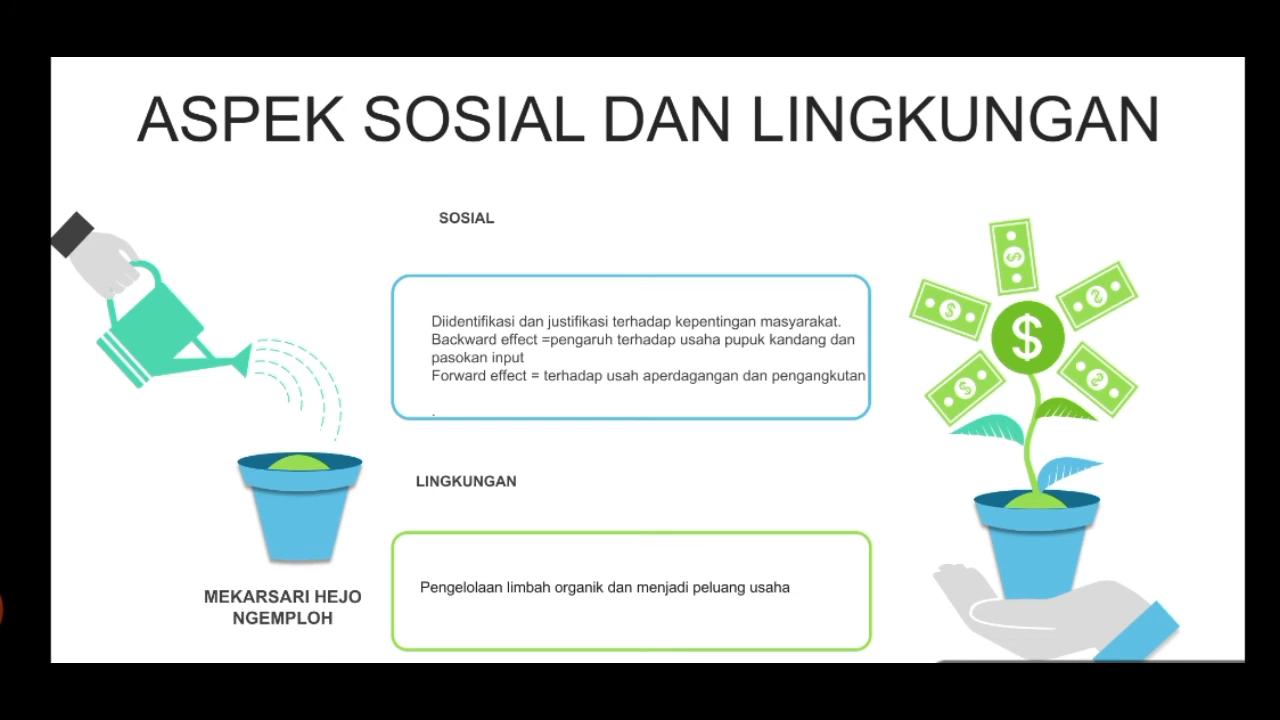 ASPEK SOSIAL DAN LINGKUNGAN
SOSIAL
Diidentifikasi dan justifikasi terhadap kepentingan masyarakat.
Backward effect =pengaruh terhadap usaha pupuk kandang dan
pasokan input
Forward effect = terhadap usah aperdagangan dan pengangkutan
.
LINGKUNGAN
Pengelolaan limbah organik dan menjadi peluang usaha
MEKARSARI HEJO
NGEMPLOH
$
$
$
$
$
$